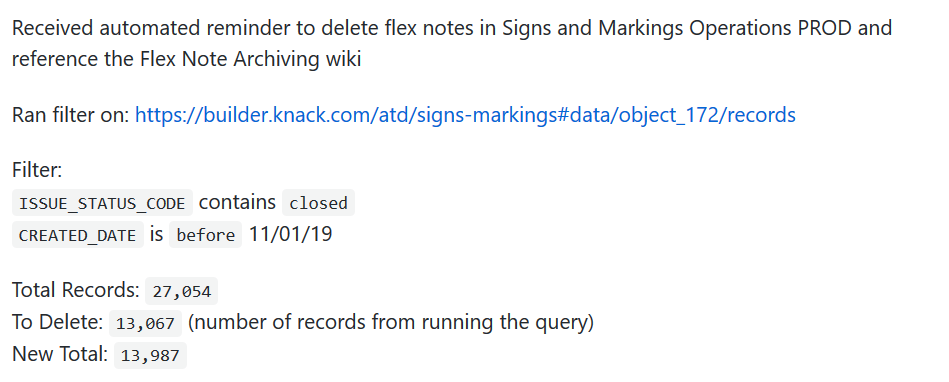 Received automated reminder to delete flex notes in Signs and Markings Operations PROD and
reference the Flex Note Archiving wiki
Ran filter on: https://builder.knack.com/atd/signs-markings#data/object_172/records
Filter:
ISSUE_STATUS_CODE contains closed
CREATED_DATE is before 11/01/19
Total Records: 27,054
To Delete: 13,067 (number of records from running the query)
New Total: 13,987